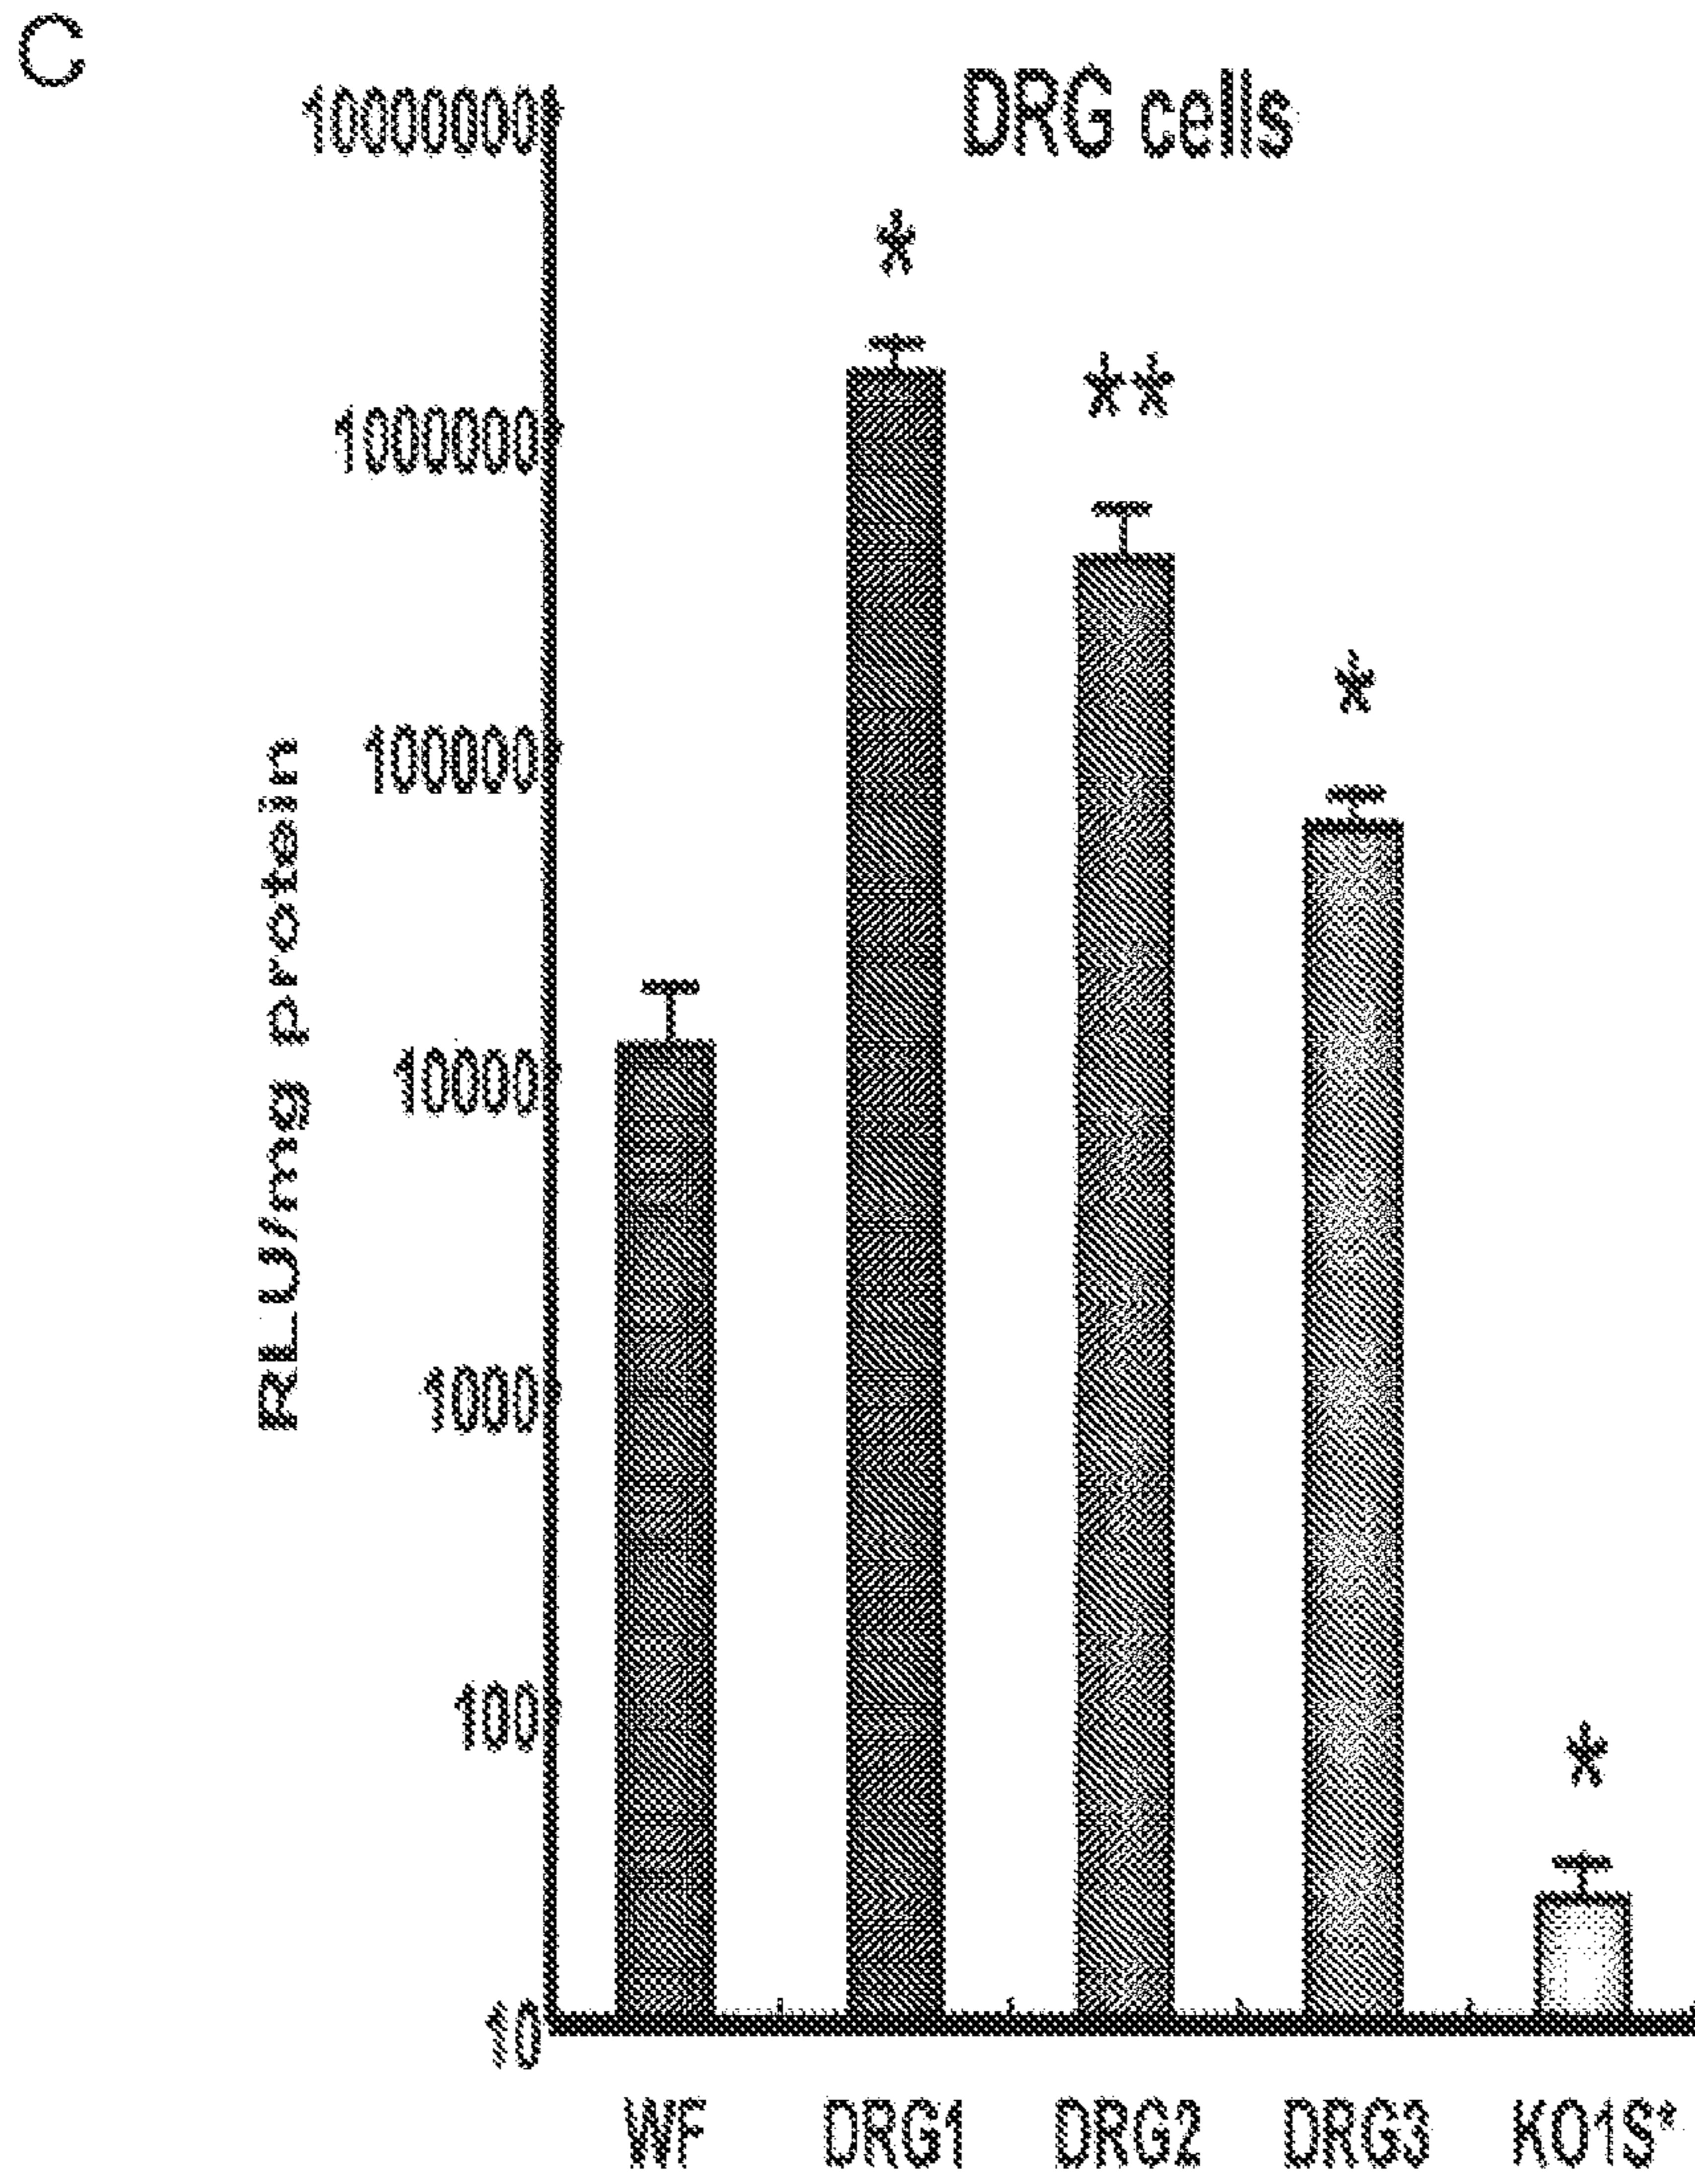 C
DRG cells
10000000
*
**
1000000
*
100000
RLU/mg protein
10000
1000
100
*
10
WF DRG1 DRG2 DRG3 KO1S*